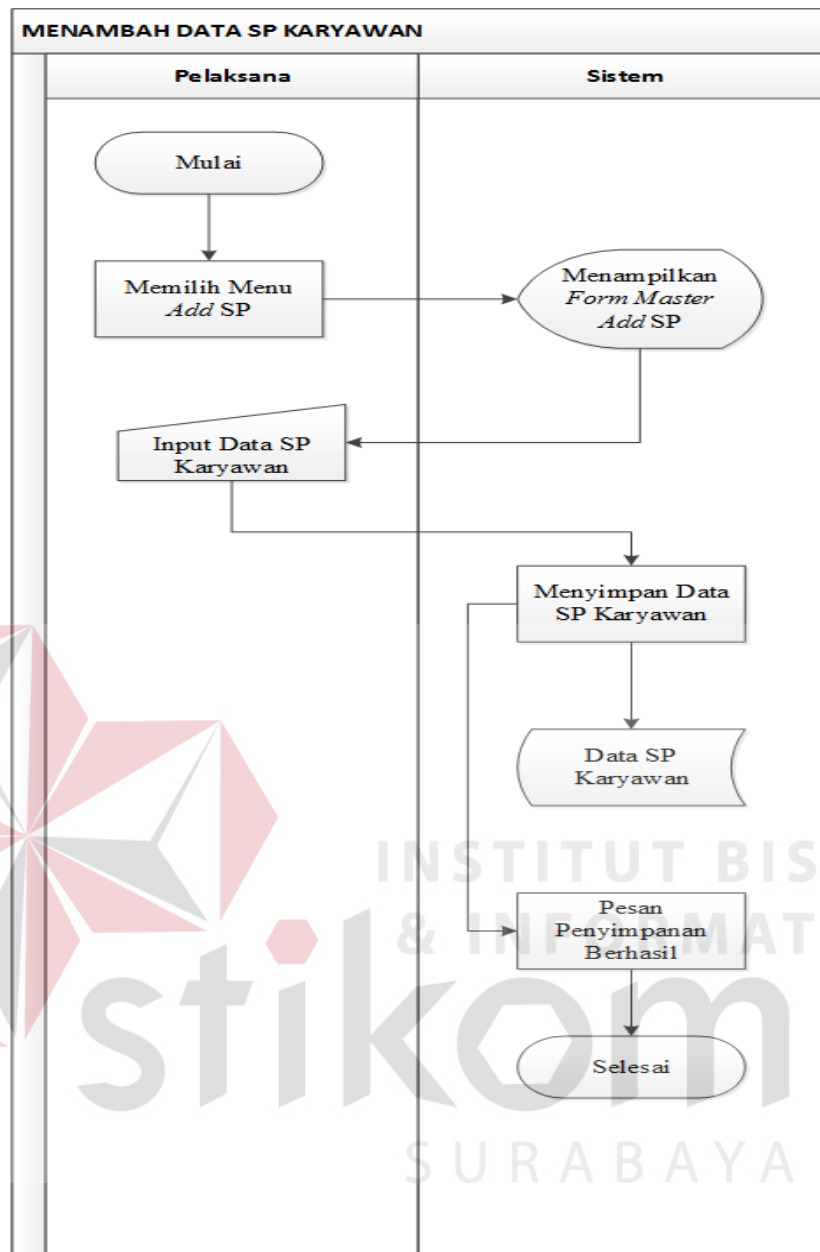 MENAMBAH DATA SP KARYAWAN
Pelaksana
Sistem
Mulai
Memilih Menu
Add SP
Menampilkan
Form Master
Add SP
Input Data SP
Karyawan
Menyimpan Data
SP Karyawan
Data SP
Karyawan
Pesan
Penyimpanan
Berhasil
Selesai
INSTITUT BIS
& INFORMAT
stikom
SURABAYA